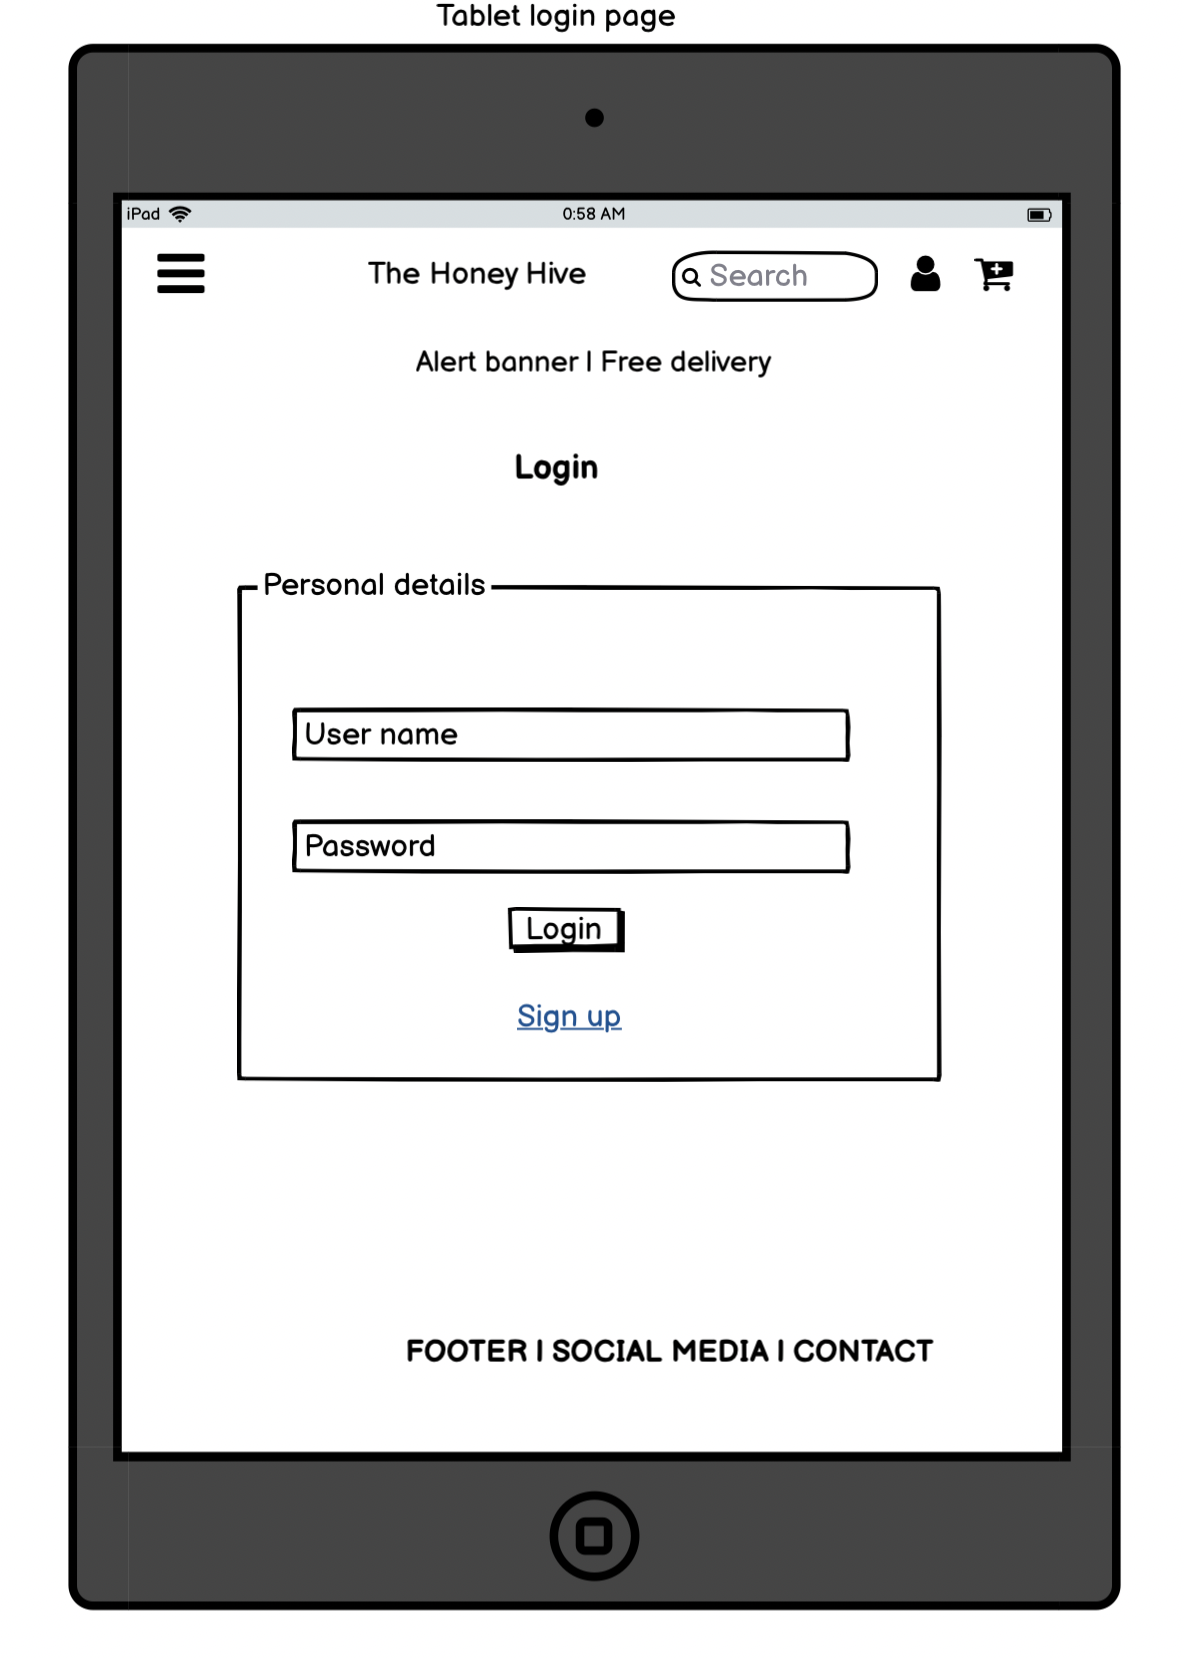 Tablet login page
iPad 0:58 AM
The Honey Hive Search
Alert banner | Free delivery
Login
Personal details
User name
Password
Login
Sign up
FOOTER | SOCIAL MEDIA | CONTACT